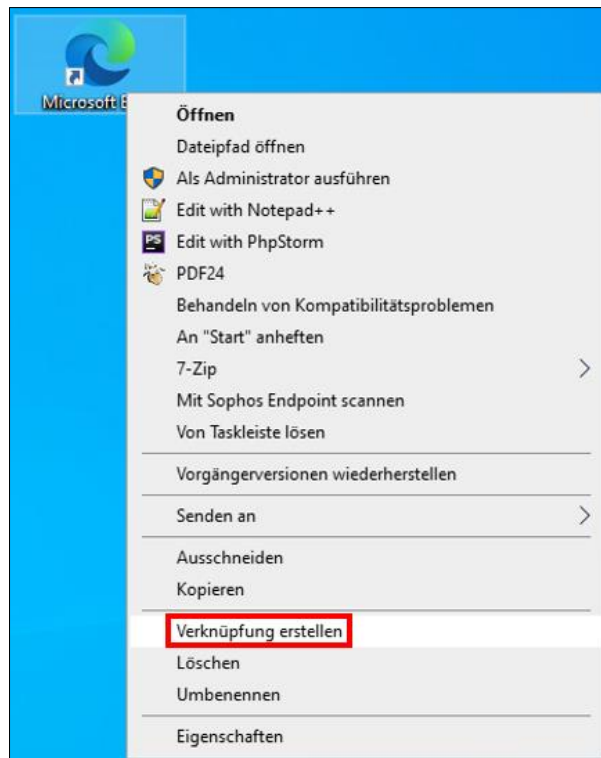 Microsoft E
Öffnen
Dateipfad öffnen
Als Administrator ausführen
Edit with Notepad++
PS
Edit with PhpStorm
PDF24
Behandeln von Kompatibilitätsproblemen
An "Start" anheften
7-Zip
Mit Sophos Endpoint scannen
Von Taskleiste lösen
Vorgängerversionen wiederherstellen
Senden an
Ausschneiden
Kopieren
Verknüpfung erstellen
Löschen
Umbenennen
Eigenschaften